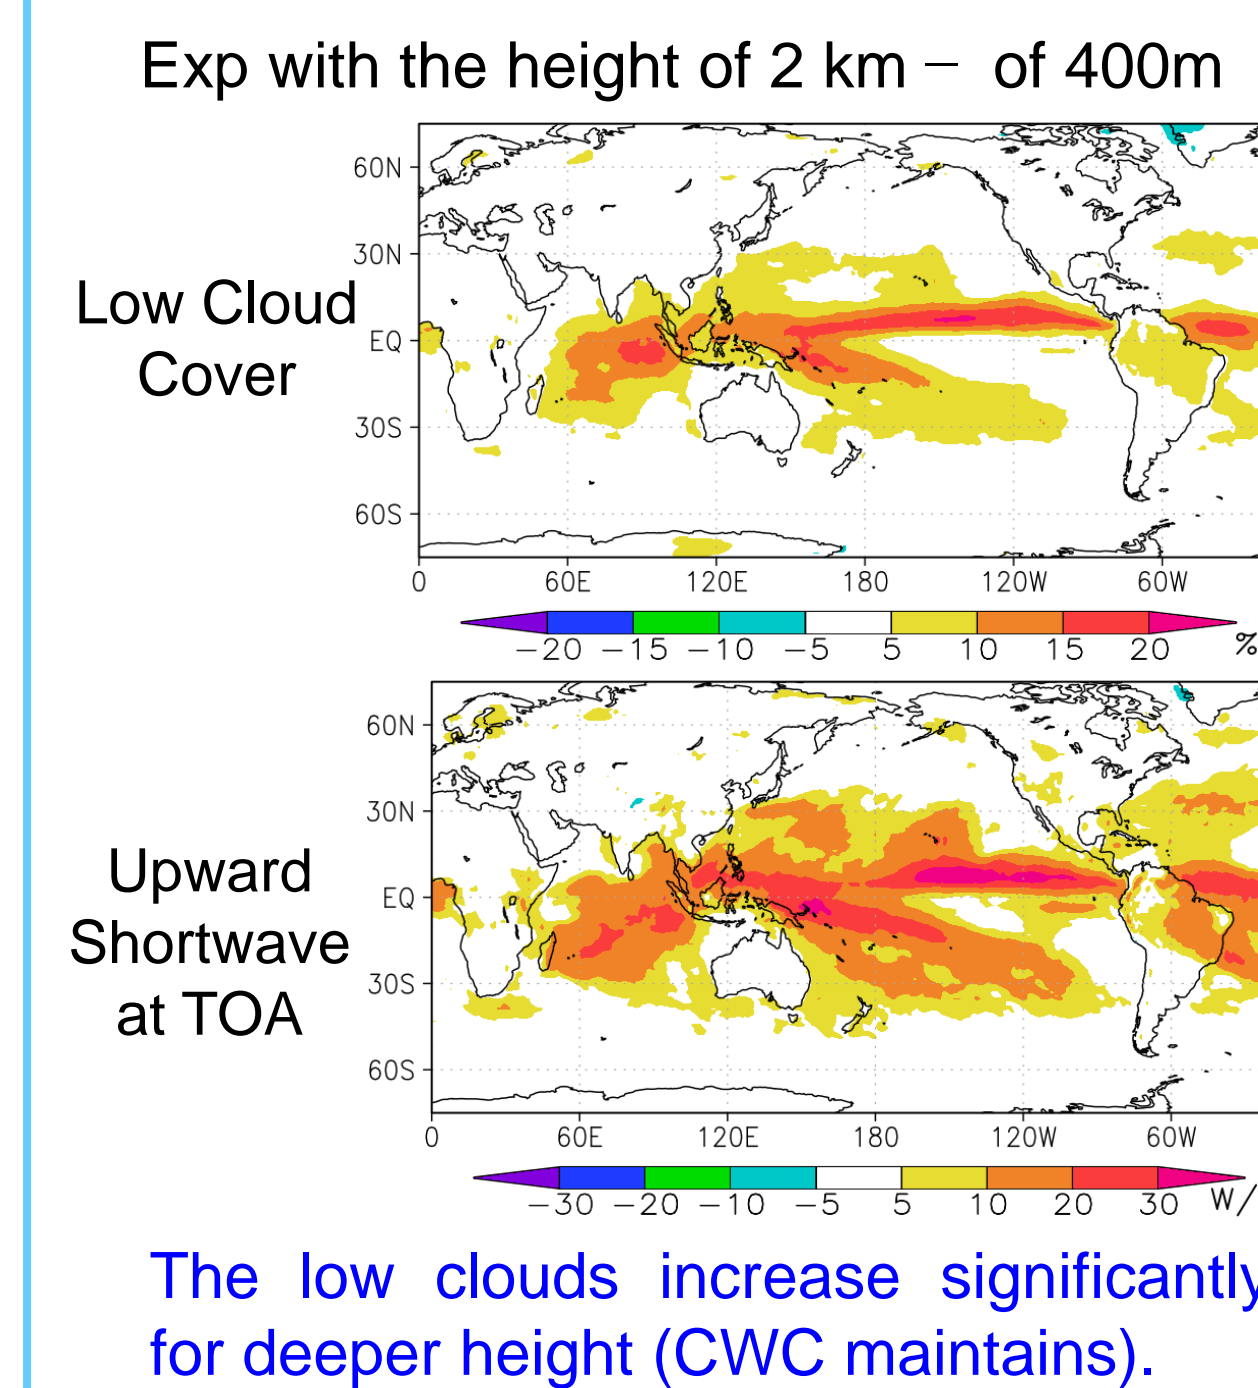 Exp with the height of 2 km − of 400m
Low Cloud
Cover
60N
30N
EQ
30S
60S
0 60E 120E 180 120W 60W
−20 −15 −10 −5 5 10 15 20 %
Upward
Shortwave
at TOA
60N
30N
EQ
30S
60S
0 60E 120E 180 120W 60W
−30 −20 −10 −5 5 10 20 30 W/
The low clouds increase significantly
for deeper height (CWC maintains).